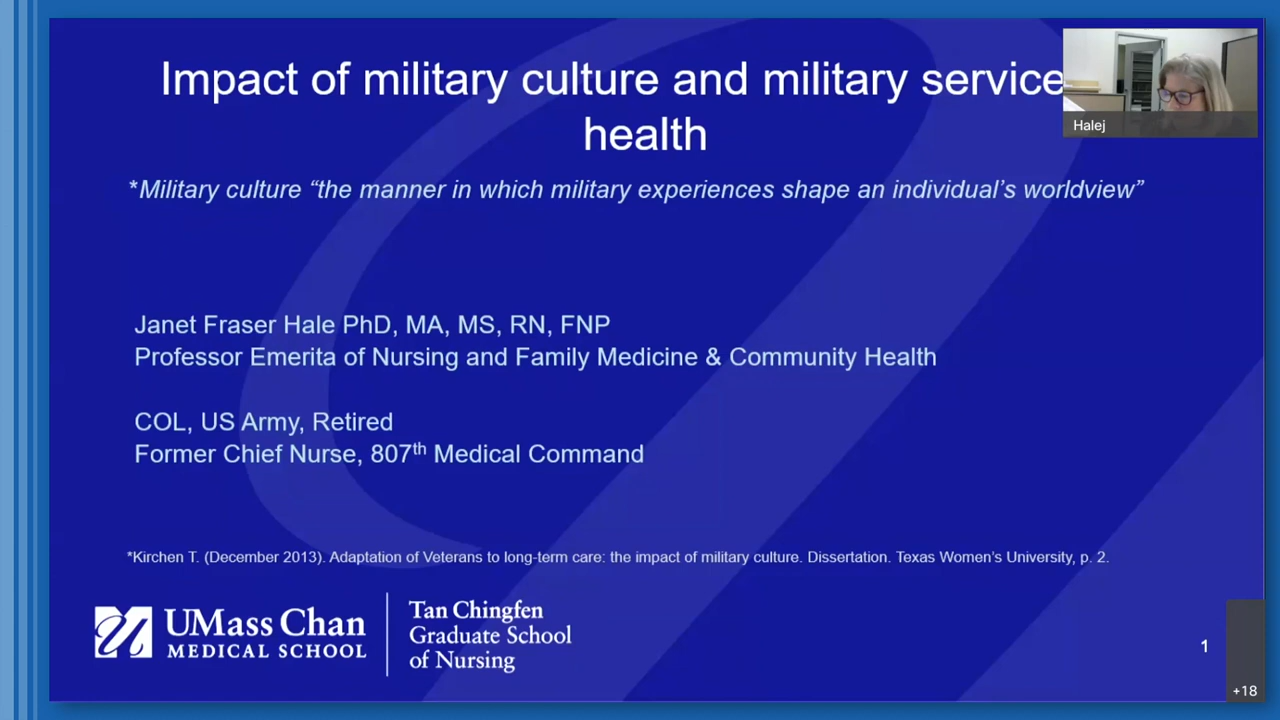 Impact of military culture and military service
health
*Military culture “the manner in which military experiences shape an individual’s worldview”
Halej
Janet Fraser Hale PhD, MA, MS, RN, FNP
Professor Emerita of Nursing and Family Medicine & Community Health
COL, US Army, Retired
Former Chief Nurse, 807th Medical Command
*Kirchen T. (December 2013). Adaptation of Veterans to long-term care: the impact of military culture. Dissertation. Texas Women’s University, p. 2.
UMass Chan
MEDICAL SCHOOL
Tan Chingfen
Graduate School
of Nursing
1
+18